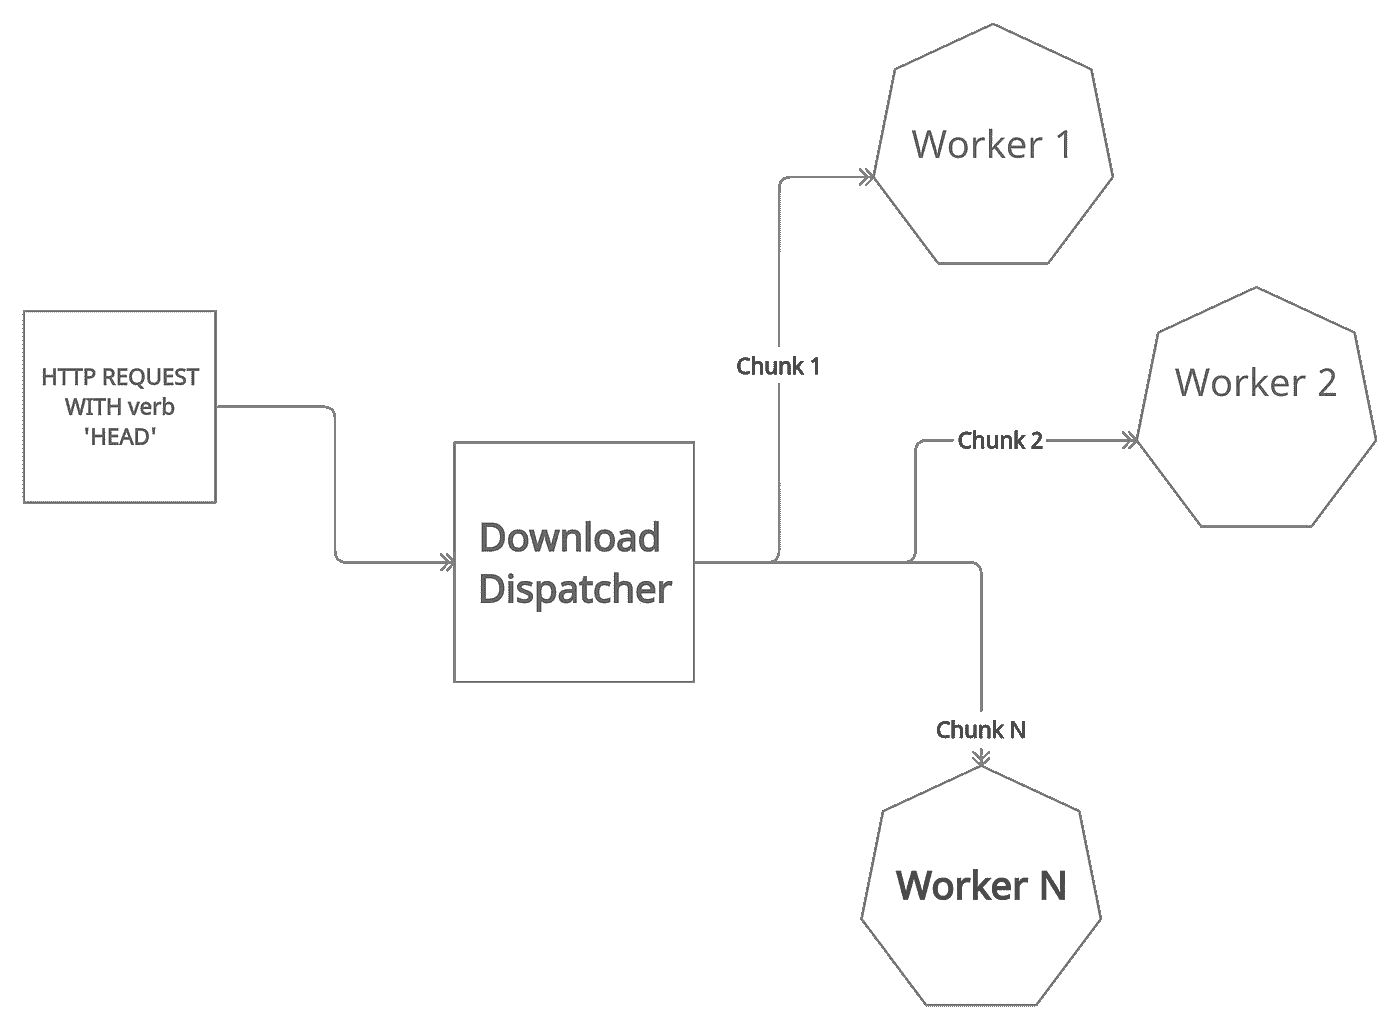 Worker 1
HTTP REQUEST
WITH verb
'HEAD'
Chunk 1
Worker 2
Chunk 2
Download
Dispatcher
Chunk N
Worker N